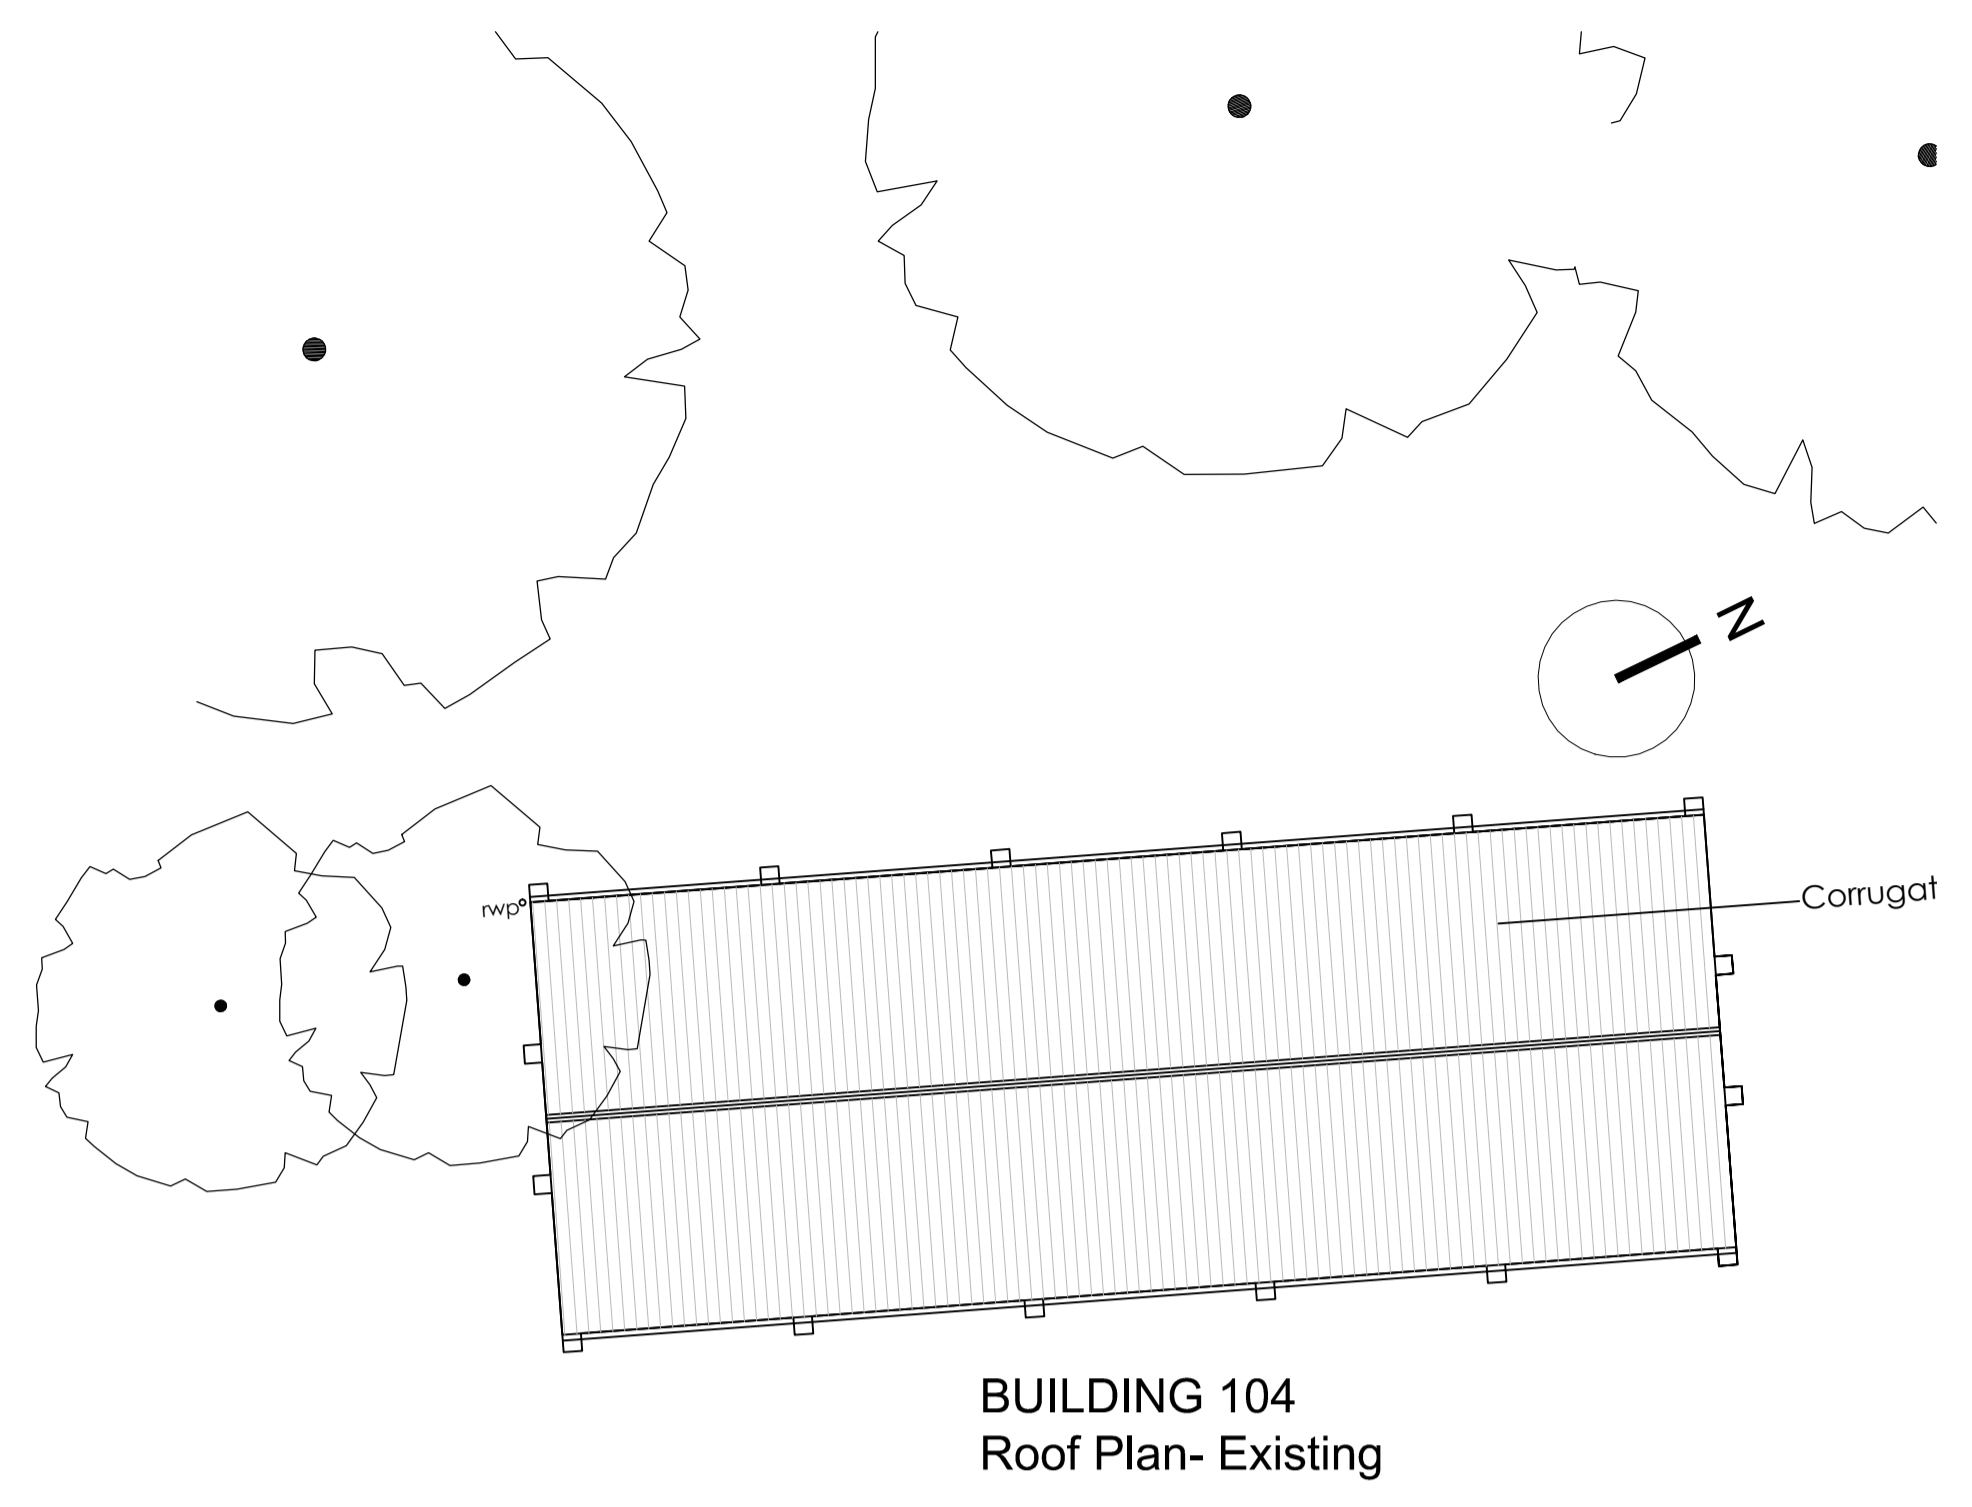 N
rwp
Corrugat
BUILDING 104
Roof Plan- Existing